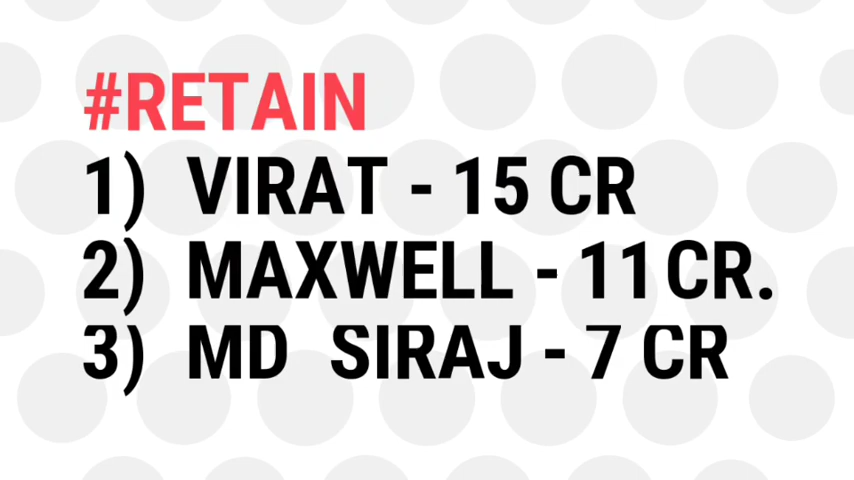 #RETAIN
1) VIRAT - 15 CR
2) MAXWELL - 11 CR.
3) MD SIRAJ - 7 CR